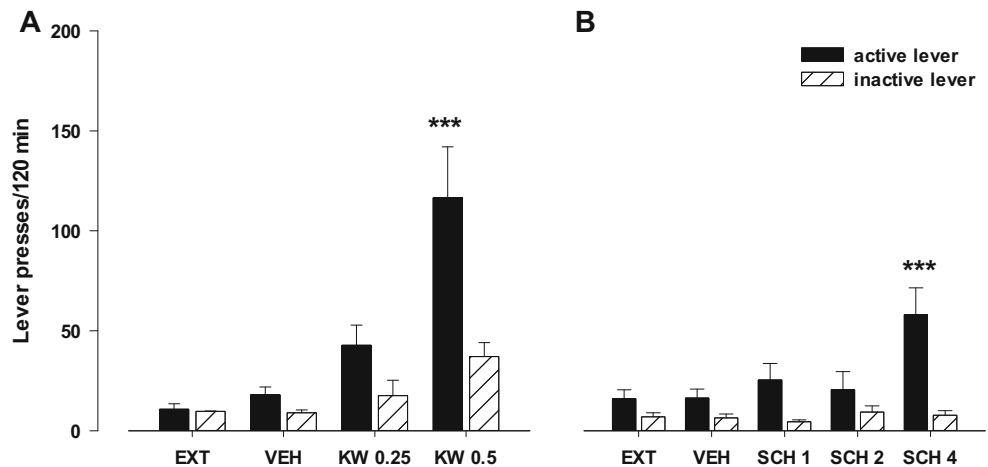 A
B
200
150
100
50
0
Lever presses/120 min
***
EXT VEH KW 0.25 KW 0.5
active lever
inactive lever
***
EXT VEH SCH 1 SCH 2 SCH 4